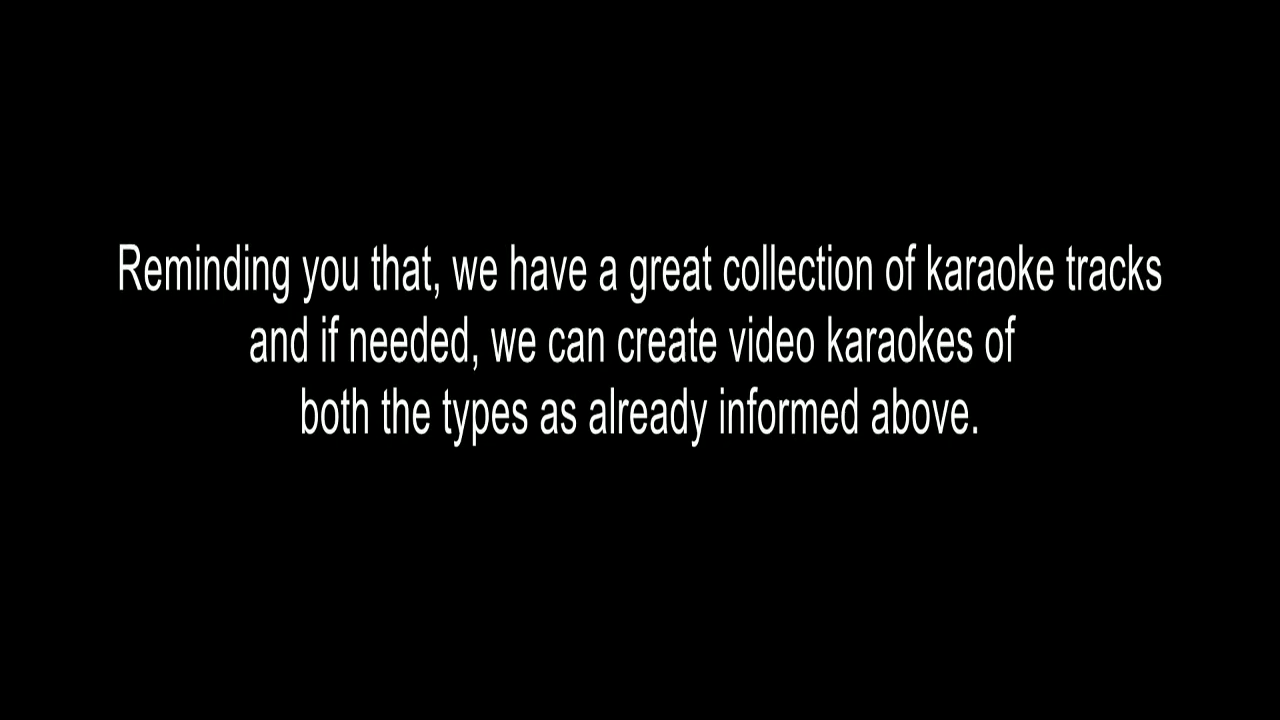 Reminding you that, we have a great collection of karaoke tracks
and if needed, we can create video karaokes of
both the types as already informed above.